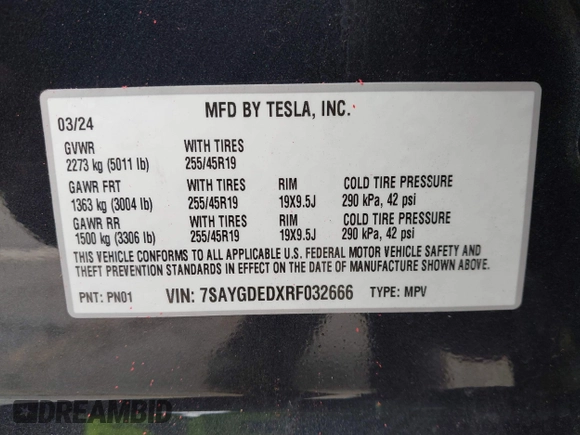 MFD BY TESLA, INC.
03/24
GVWR WITH TIRES
2273 kg (5011 lb) 255/45R19
GAWR FRT WITH TIRES RIM COLD TIRE PRESSURE
1363 kg (3004 lb) 255/45R19 19X9.5J 290 kPa, 42 psi
GAWR RR WITH TIRES RIM COLD TIRE PRESSURE
1500 kg (3306 lb) 255/45R19 19X9.5J 290 kPa, 42 psi
THIS VEHICLE CONFORMS TO ALL APPLICABLE U.S. FEDERAL MOTOR VEHICLE SAFETY AND
THEFT PREVENTION STANDARDS IN EFFECT ON THE DATE OF MANUFACTURE SHOWN ABOVE.
PNT: PN01 VIN: 7SAYGDEDXRF032666 TYPE: MPV
DREAMBID